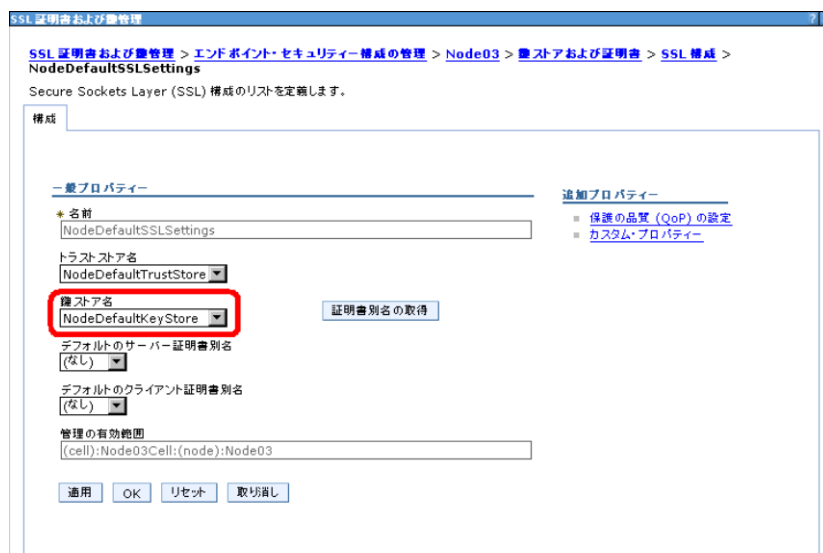 SSL 証明書および鍵管理
?
SSL 証明書および鍵管理 > エンドポイント・セキュリティー構成の管理 > Node03 > 鍵ストアおよび証明書 > SSL 構成 >
NodeDefaultSSLSettings
Secure Sockets Layer (SSL) 構成のリストを定義します。
構成
一般プロパティー
追加プロパティー
* 名前
NodeDefaultSSLSettings
保護の品質 (QoP) の設定
カスタム・プロパティー
トラストストア名
NodeDefaultTrustStore
鍵ストア名
NodeDefaultKeyStore
証明書別名の取得
デフォルトのサーバー証明書別名
(なし)
デフォルトのクライアント証明書別名
(なし)
管理の有効範囲
(cell):Node03Cell:(node):Node03
適用 OK リセット 取り消し